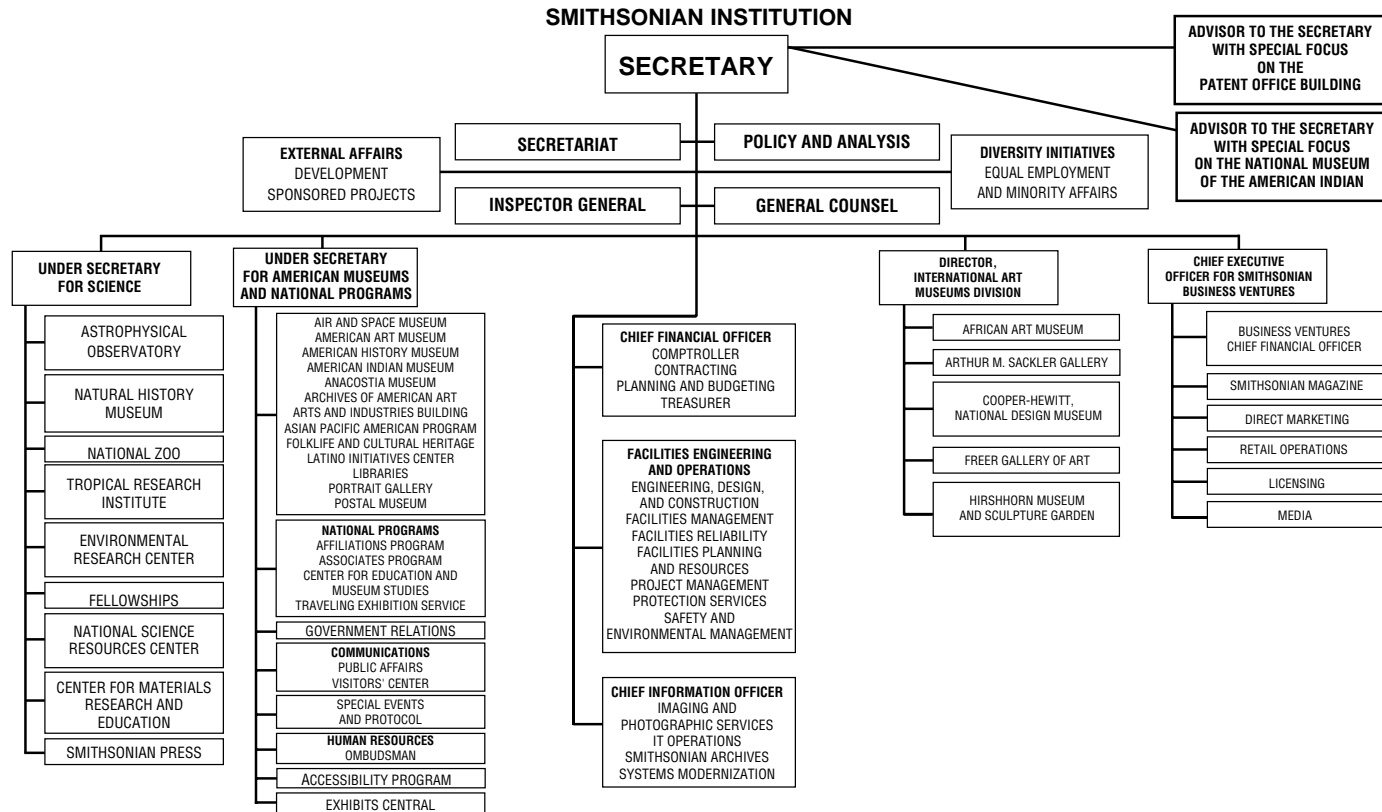 SMITHSONIAN INSTITUTION
SECRETARY
ADVISOR TO THE SECRETARY
WITH SPECIAL FOCUS
ON THE
PATENT OFFICE BUILDING
ADVISOR TO THE SECRETARY
WITH SPECIAL FOCUS
ON THE NATIONAL MUSEUM
OF THE AMERICAN INDIAN
EXTERNAL AFFAIRS
DEVELOPMENT
SPONSORED PROJECTS
SECRETARIAT
POLICY AND ANALYSIS
DIVERSITY INITIATIVES
EQUAL EMPLOYMENT
AND MINORITY AFFAIRS
INSPECTOR GENERAL
GENERAL COUNSEL
UNDER SECRETARY
FOR SCIENCE
ASTROPHYSICAL
OBSERVATORY
NATURAL HISTORY
MUSEUM
NATIONAL ZOO
TROPICAL RESEARCH
INSTITUTE
ENVIRONMENTAL
RESEARCH CENTER
FELLOWSHIPS
NATIONAL SCIENCE
RESOURCES CENTER
CENTER FOR MATERIALS
RESEARCH AND
EDUCATION
SMITHSONIAN PRESS
UNDER SECRETARY
FOR AMERICAN MUSEUMS
AND NATIONAL PROGRAMS
AIR AND SPACE MUSEUM
AMERICAN ART MUSEUM
AMERICAN HISTORY MUSEUM
AMERICAN INDIAN MUSEUM
ANACOSTIA MUSEUM
ARCHIVES OF AMERICAN ART
ARTS AND INDUSTRIES BUILDING
ASIAN PACIFIC AMERICAN PROGRAM
FOLKLIFE AND CULTURAL HERITAGE
LATINO INITIATIVES CENTER
LIBRARIES
PORTRAIT GALLERY
POSTAL MUSEUM
NATIONAL PROGRAMS
AFFILIATIONS PROGRAM
ASSOCIATES PROGRAM
CENTER FOR EDUCATION AND
MUSEUM STUDIES
TRAVELING EXHIBITION SERVICE
GOVERNMENT RELATIONS
COMMUNICATIONS
PUBLIC AFFAIRS
VISITORS' CENTER
SPECIAL EVENTS
AND PROTOCOL
HUMAN RESOURCES
OMBUDSMAN
ACCESSIBILITY PROGRAM
EXHIBITS CENTRAL
CHIEF FINANCIAL OFFICER
COMPTROLLER
CONTRACTING
PLANNING AND BUDGETING
TREASURER
FACILITIES ENGINEERING
AND OPERATIONS
ENGINEERING, DESIGN,
AND CONSTRUCTION
FACILITIES MANAGEMENT
FACILITIES RELIABILITY
FACILITIES PLANNING
AND RESOURCES
PROJECT MANAGEMENT
PROTECTION SERVICES
SAFETY AND
ENVIRONMENTAL MANAGEMENT
CHIEF INFORMATION OFFICER
IMAGING AND
PHOTOGRAPHIC SERVICES
IT OPERATIONS
SMITHSONIAN ARCHIVES
SYSTEMS MODERNIZATION
DIRECTOR,
INTERNATIONAL ART
MUSEUMS DIVISION
AFRICAN ART MUSEUM
ARTHUR M. SACKLER GALLERY
COOPER-HEWITT,
NATIONAL DESIGN MUSEUM
FREER GALLERY OF ART
HIRSHHORN MUSEUM
AND SCULPTURE GARDEN
CHIEF EXECUTIVE
OFFICER FOR SMITHSONIAN
BUSINESS VENTURES
BUSINESS VENTURES
CHIEF FINANCIAL OFFICER
SMITHSONIAN MAGAZINE
DIRECT MARKETING
RETAIL OPERATIONS
LICENSING
MEDIA